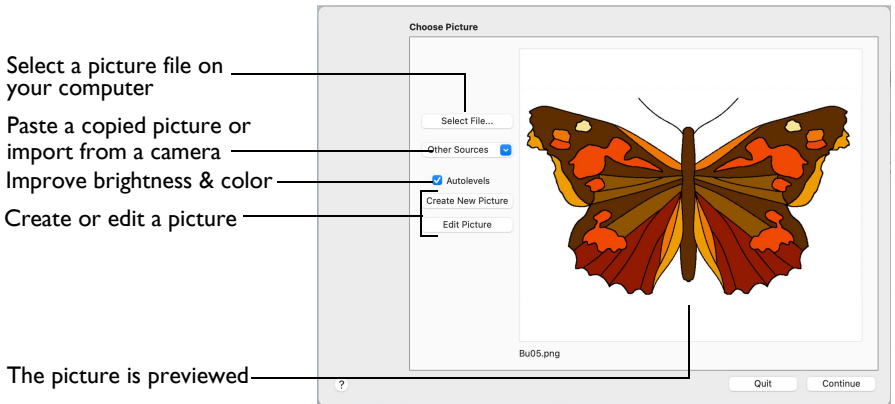 Choose Picture
Select a picture file on
your computer
Select File...
Paste a copied picture or
import from a camera
Other Sources
Improve brightness & color
Autolevels
Create New Picture
Create or edit a picture
Edit Picture
Bu05.png
The picture is previewed
?
Quit
Continue